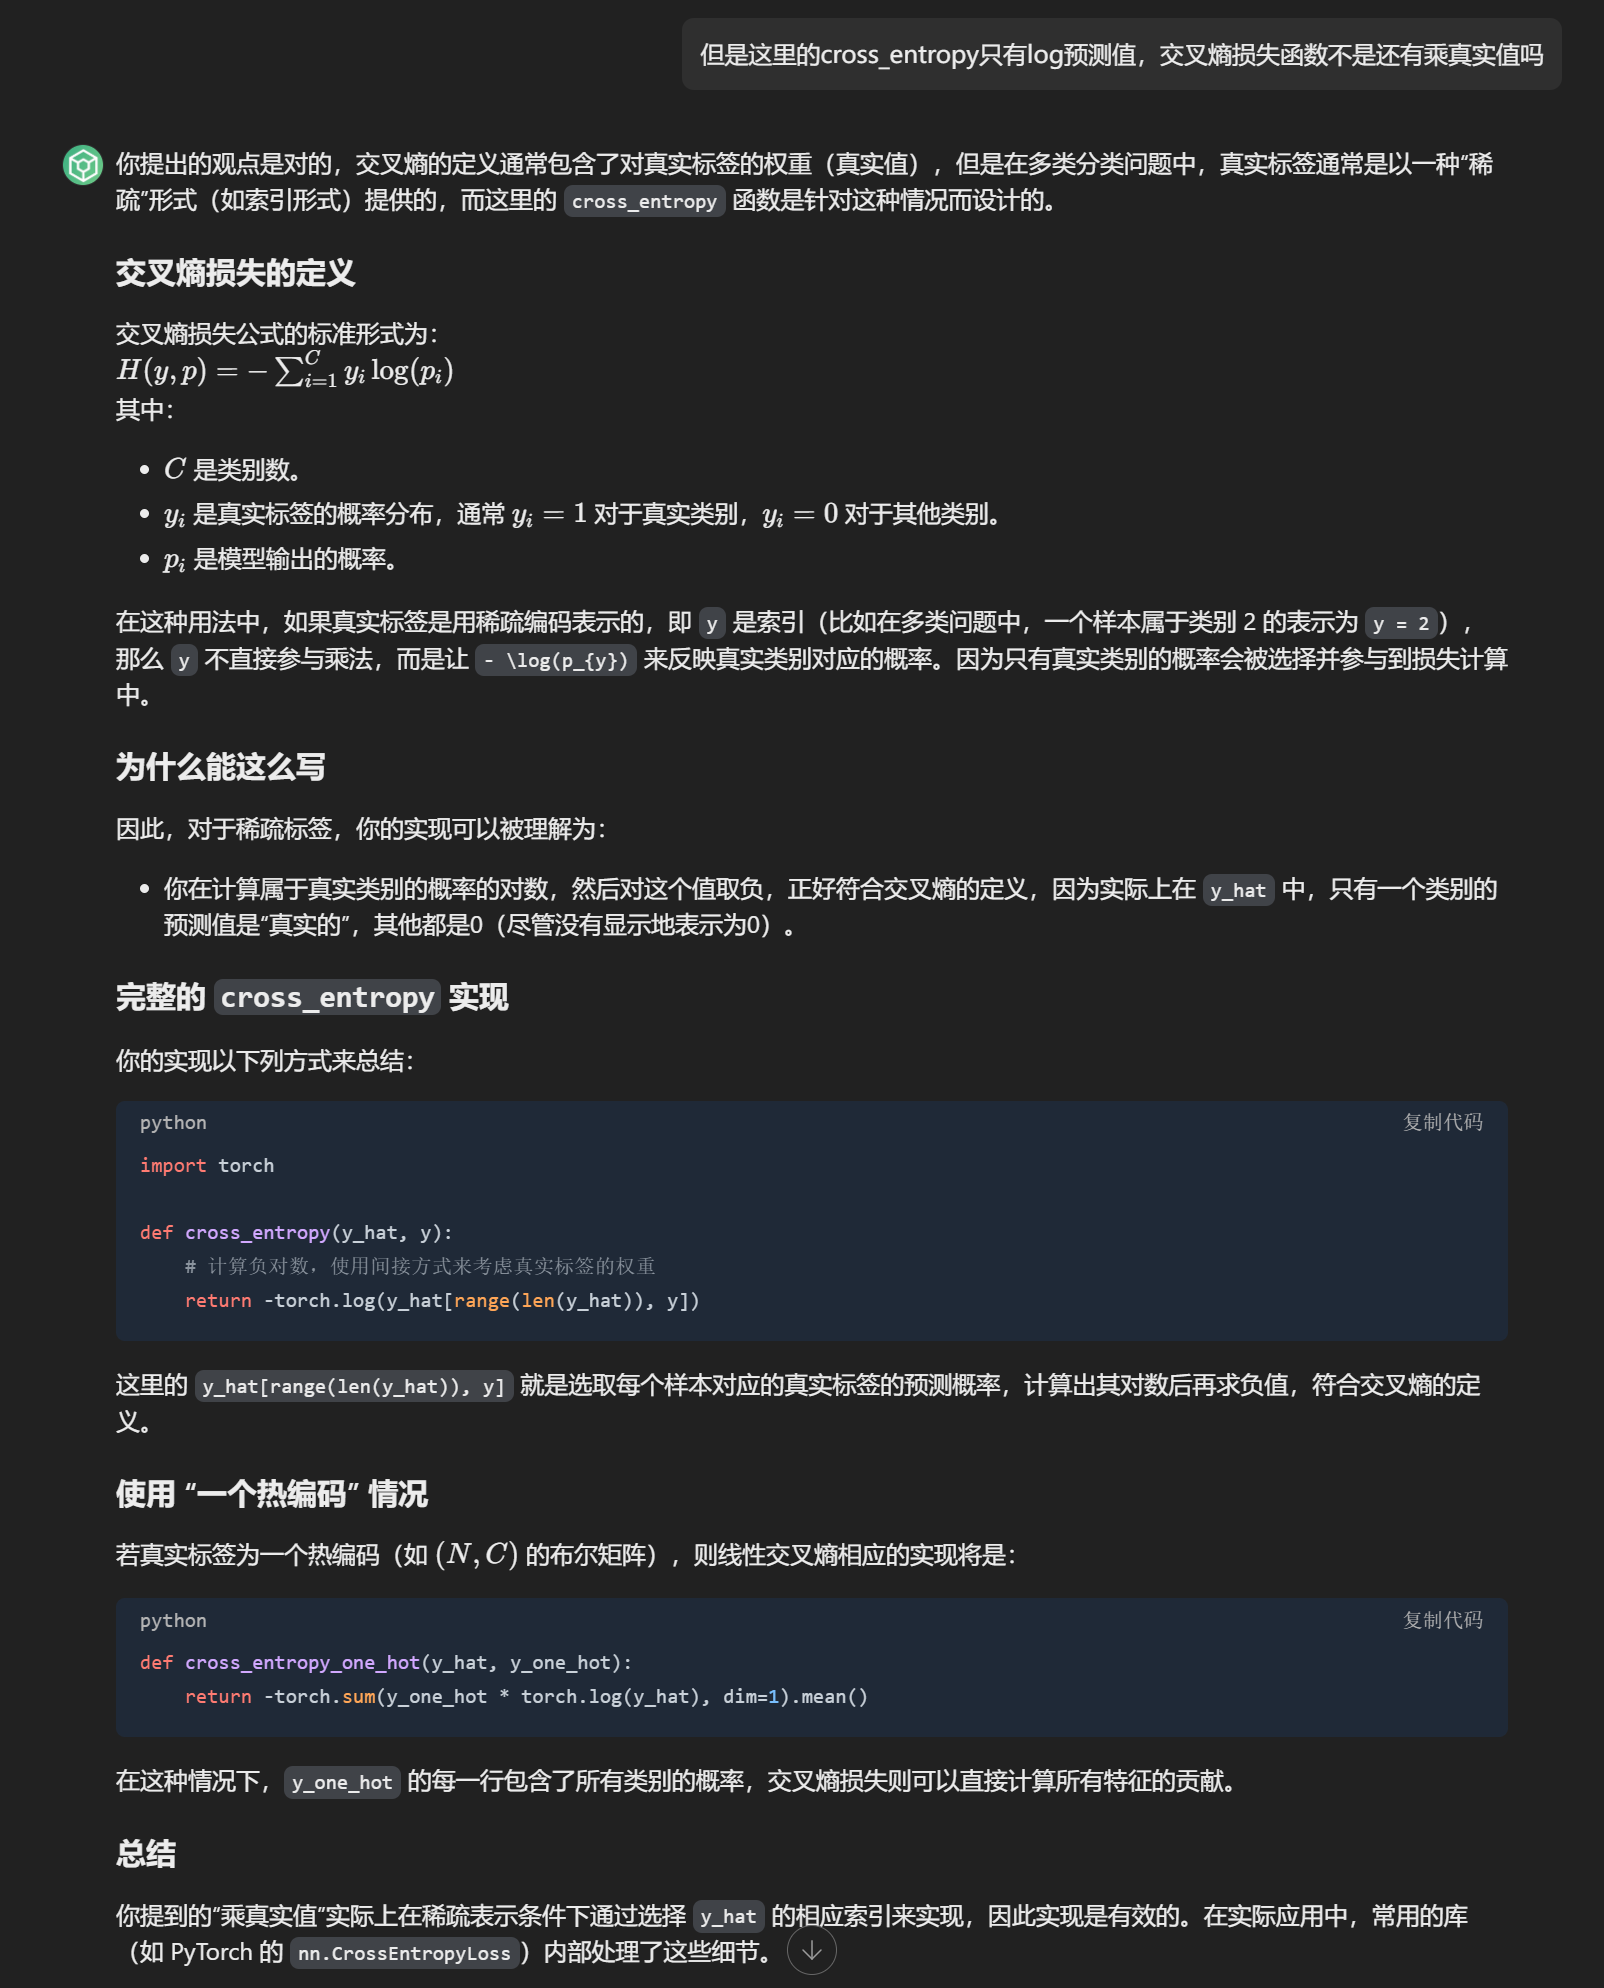 但是这里的cross_entropy只有log预测值，交叉熵损失函数不是还有乘真实值吗
你提出的观点是对的，交叉熵的定义通常包含了对真实标签的权重（真实值），但是在多类分类问题中，真实标签通常是以一种“稀
疏”形式（如索引形式）提供的，而这里的 cross_entropy 函数是针对这种情况而设计的。
交叉熵损失的定义
交叉熵损失公式的标准形式为：
H(y, p) = − ∑_{i=1}^{C} y_i log(p_i)
其中：
• C 是类别数。
• y_i 是真实标签的概率分布，通常 y_i = 1 对于真实类别，y_i = 0 对于其他类别。
• p_i 是模型输出的概率。
在这种用法中，如果真实标签是用稀疏编码表示的，即 y 是索引（比如在多类问题中，一个样本属于类别 2 的表示为 y = 2），
那么 y 不直接参与乘法，而是让 - \log(p_{y}) 来反映真实类别对应的概率。因为只有真实类别的概率会被选择并参与到损失计算
中。
为什么能这么写
因此，对于稀疏标签，你的实现可以被理解为：
• 你在计算属于真实类别的概率的对数，然后对这个值取负，正好符合交叉熵的定义，因为实际上在 y_hat 中，只有一个类别的
预测值是“真实的”，其他都是0（尽管没有显示地表示为0）。
完整的 cross_entropy 实现
你的实现以下列方式来总结：
python 复制代码
import torch
def cross_entropy(y_hat, y):
# 计算负对数，使用间接方式来考虑真实标签的权重
return -torch.log(y_hat[range(len(y_hat)), y])
这里的 y_hat[range(len(y_hat)), y] 就是选取每个样本对应的真实标签的预测概率，计算出其对数后再求负值，符合交叉熵的定
义。
使用 “一个热编码” 情况
若真实标签为一个热编码（如 (N, C) 的布尔矩阵），则线性交叉熵相应的实现将是：
python 复制代码
def cross_entropy_one_hot(y_hat, y_one_hot):
return -torch.sum(y_one_hot * torch.log(y_hat), dim=1).mean()
在这种情况下，y_one_hot 的每一行包含了所有类别的概率，交叉熵损失则可以直接计算所有特征的贡献。
总结
你提到的“乘真实值”实际上在稀疏表示条件下通过选择 y_hat 的相应索引来实现，因此实现是有效的。在实际应用中，常用的库
（如 PyTorch 的 nn.CrossEntropyLoss）内部处理了这些细节。